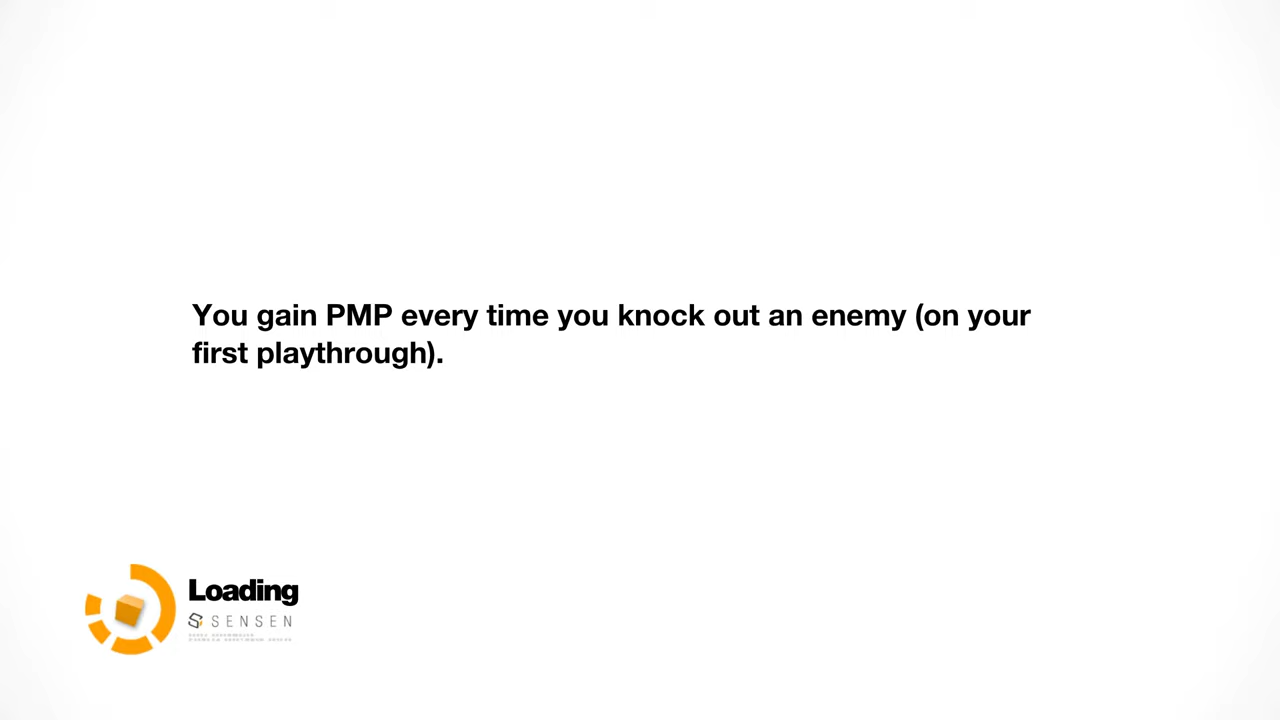 You gain PMP every time you knock out an enemy (on your
first playthrough).
Loading
SENSEN